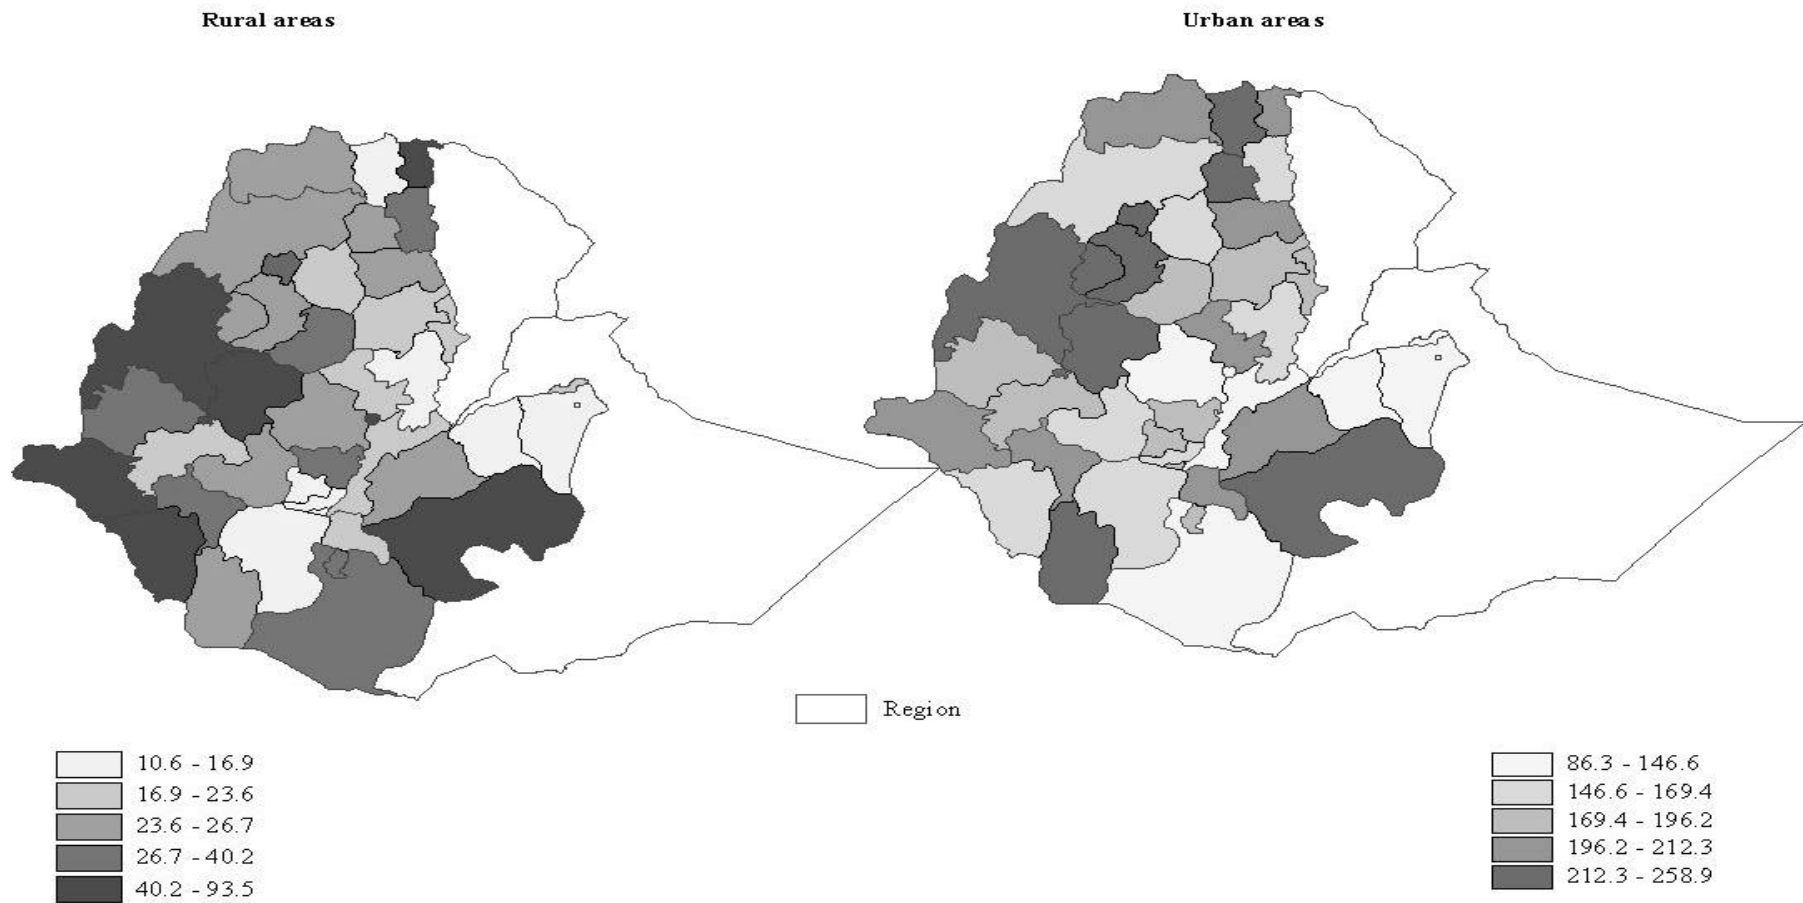 Rural areas
Urban areas
Region
10.6 - 16.9
16.9 - 23.6
23.6 - 26.7
26.7 - 40.2
40.2 - 93.5
86.3 - 146.6
146.6 - 169.4
169.4 - 196.2
196.2 - 212.3
212.3 - 258.9